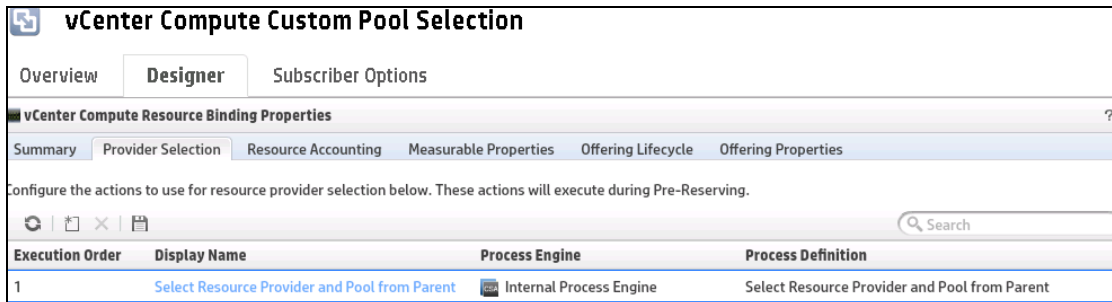 vCenter Compute Custom Pool Selection
Overview Designer Subscriber Options
vCenter Compute Resource Binding Properties ?
Summary Provider Selection Resource Accounting Measurable Properties Offering Lifecycle Offering Properties
Configure the actions to use for resource provider selection below. These actions will execute during Pre-Reserving.
Search
Execution Order Display Name Process Engine Process Definition
1 Select Resource Provider and Pool from Parent CSA Internal Process Engine Select Resource Provider and Pool from Parent